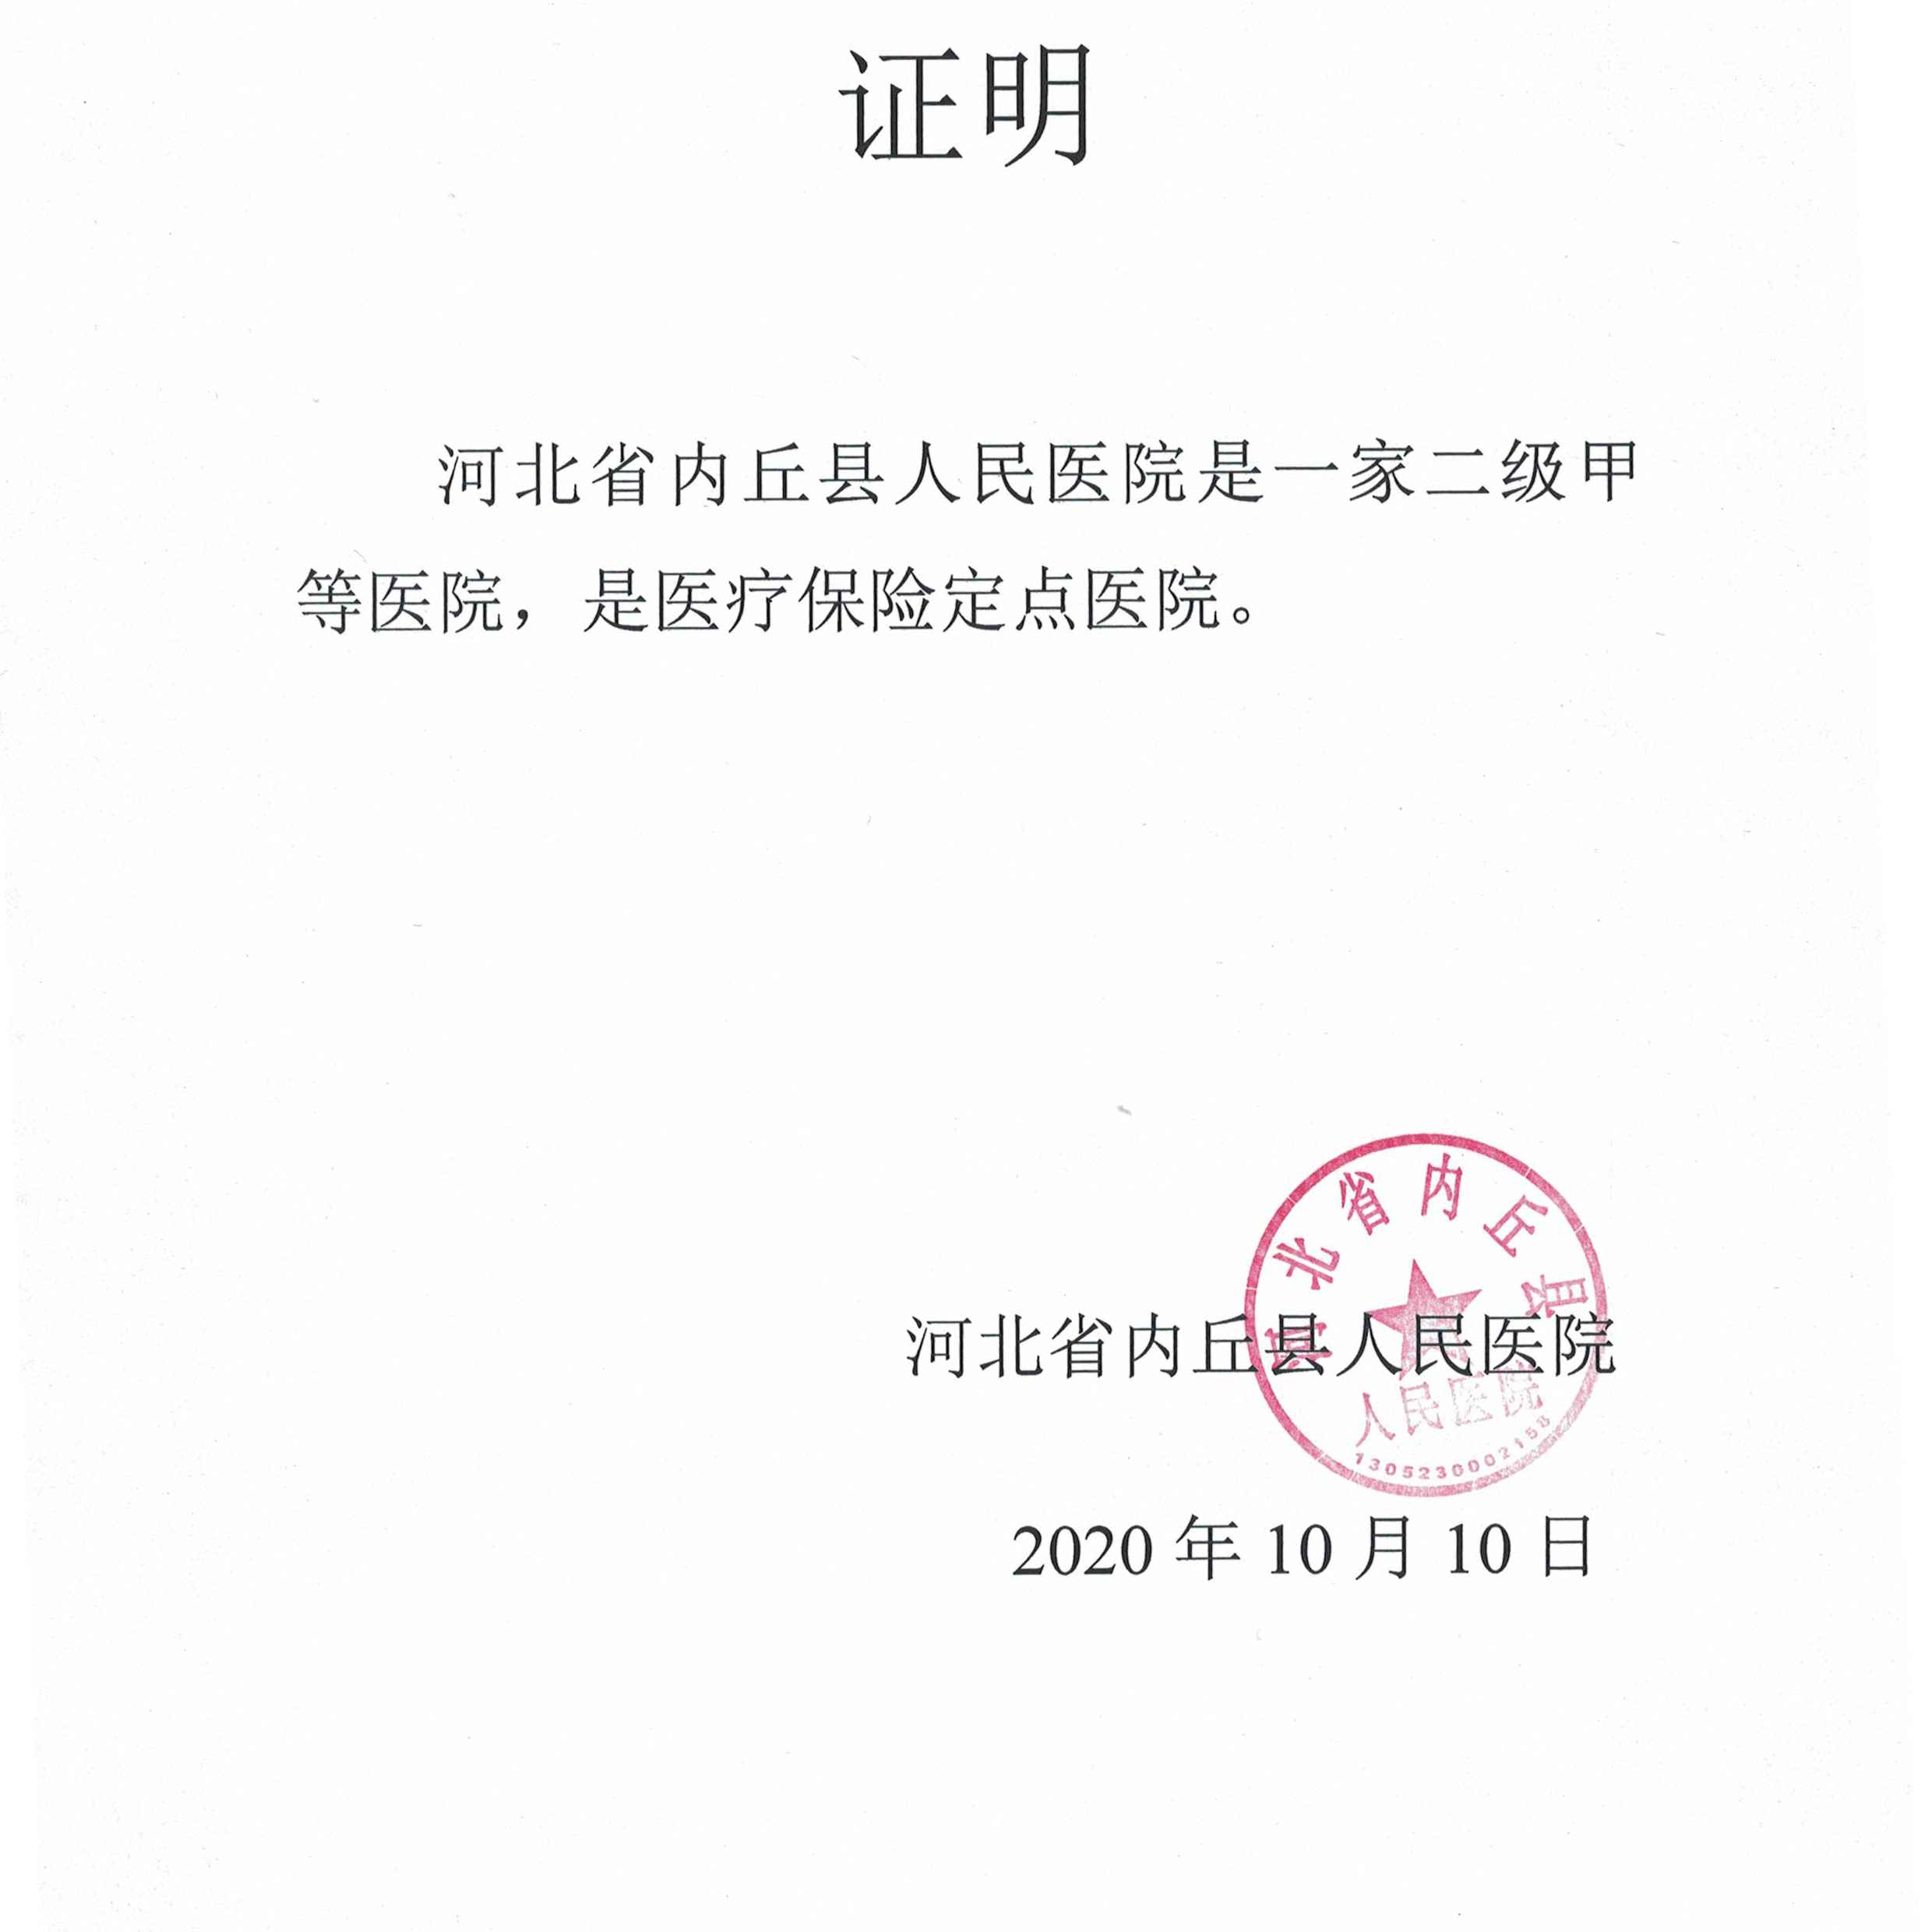 证明
河北省内丘县人民医院是一家二级甲
等医院，是医疗保险定点医院。
河北省内丘县
人民医院
1305230002158
河北省内丘县人民医院
2020 年 10 月 10 日